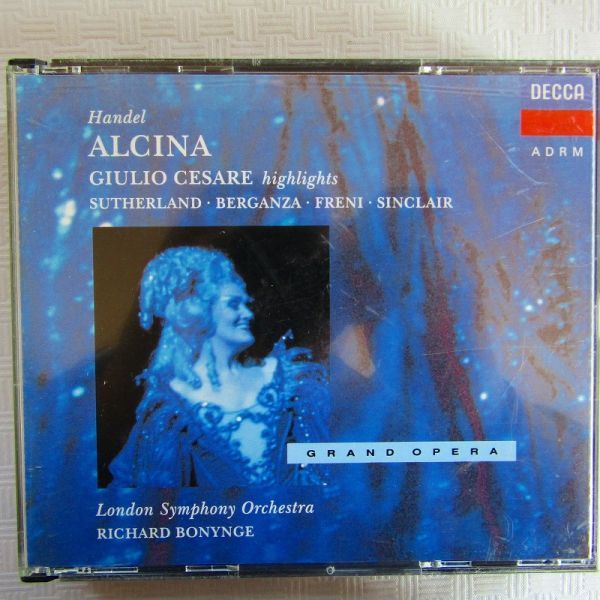 Handel
ALCINA
GIULIO CESARE highlights
SUTHERLAND · BERGANZA · FRENI · SINCLAIR
DECCA
ADRM
GRAND OPERA
London Symphony Orchestra
RICHARD BONYNGE